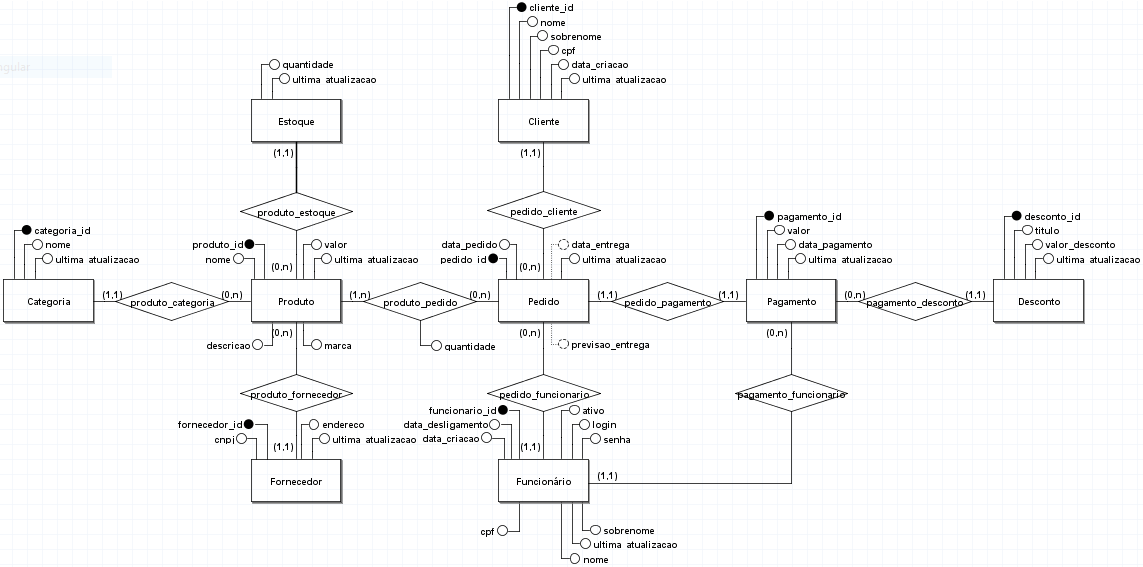 cliente_id
nome
sobrenome
cpf
data_criacao
ultima atualizacao
quantidade
ultima atualizacao
Estoque
Cliente
(1,1)
(1,1)
produto_estoque
pedido_cliente
categoria_id
nome
ultima atualizacao
produto_id
nome
valor
ultima atualizacao
(0,n)
data_pedido
pedido id
data_entrega
ultima atualizacao
(0,n)
pagamento_id
valor
data_pagamento
ultima atualizacao
desconto_id
titulo
valor_desconto
ultima atualizacao
Categoria
(1,1)
produto_categoria
(0,n)
Produto
(1,n)
produto_pedido
(0,n)
Pedido
(1,1)
pedido_pagamento
(1,1)
Pagamento
(0,n)
pagamento_desconto
(1,1)
Desconto
(0,n)
descricao
marca
quantidade
(0,n)
previsao_entrega
(0,n)
produto_fornecedor
pedido_funcionario
pagamento_funcionario
fornecedor_id
cnpj
endereco
ultima atualizacao
(1,1)
funcionario_id
data_desligamento
data_criacao
ativo
login
senha
(1,1)
Fornecedor
Funcionário
(1,1)
cpf
sobrenome
ultima atualizacao
nome